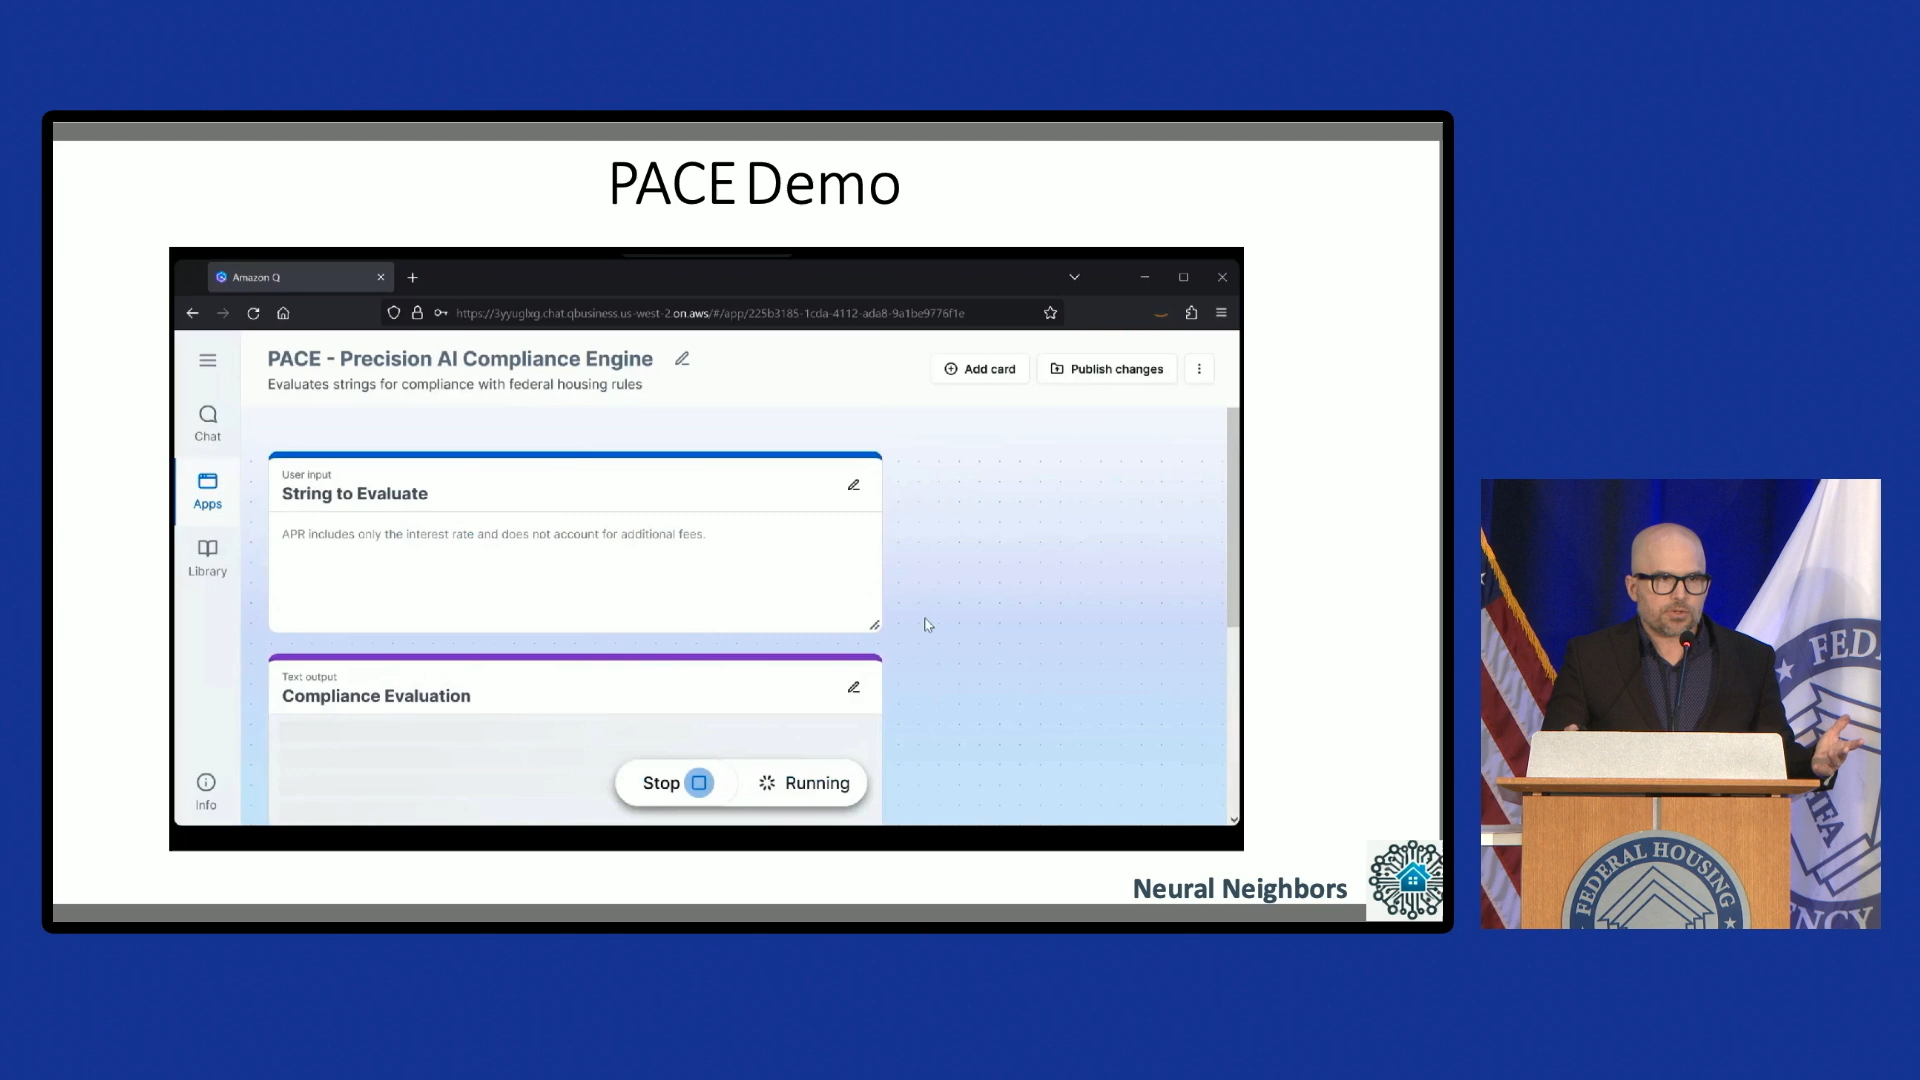 PACE Demo
Amazon Q
https://3yyuglxg.chat.qbusiness.us-west-2.on.aws/#/app/225b3185-1cda-4112-ada8-9a1be9776f1e
PACE - Precision AI Compliance Engine
Evaluates strings for compliance with federal housing rules
Add card
Publish changes
Chat
Apps
Library
Info
User input
String to Evaluate
APR includes only the interest rate and does not account for additional fees.
Text output
Compliance Evaluation
Stop
Running
Neural Neighbors
FEDERAL HOUSING
FEDE
HFA
NCY